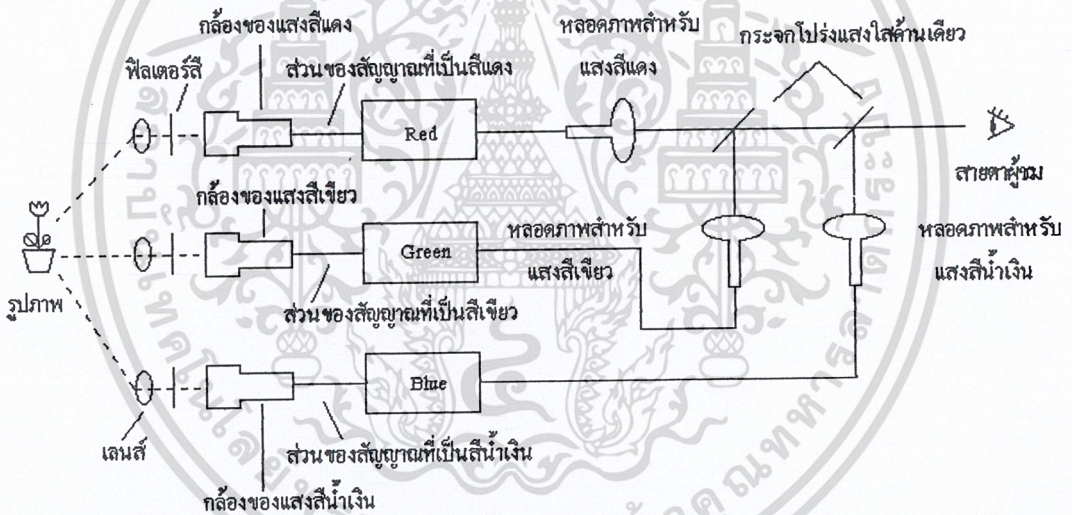 กล้องของแสงสีแดง
หลอดภาพสำหรับ
แสงสีแดง
กระจกโปร่งแสงใสด้านเดียว
ฟิลเตอร์สี
ส่วนของสัญญาณที่เป็นสีแดง
Red
สายตาผู้ชม
กล้องของแสงสีเขียว
หลอดภาพสำหรับ
แสงสีเขียว
Green
หลอดภาพสำหรับ
แสงสีน้ำเงิน
รูปภาพ
ส่วนของสัญญาณที่เป็นสีเขียว
Blue
เลนส์
ส่วนของสัญญาณที่เป็นสีน้ำเงิน
กล้องของแสงสีน้ำเงิน